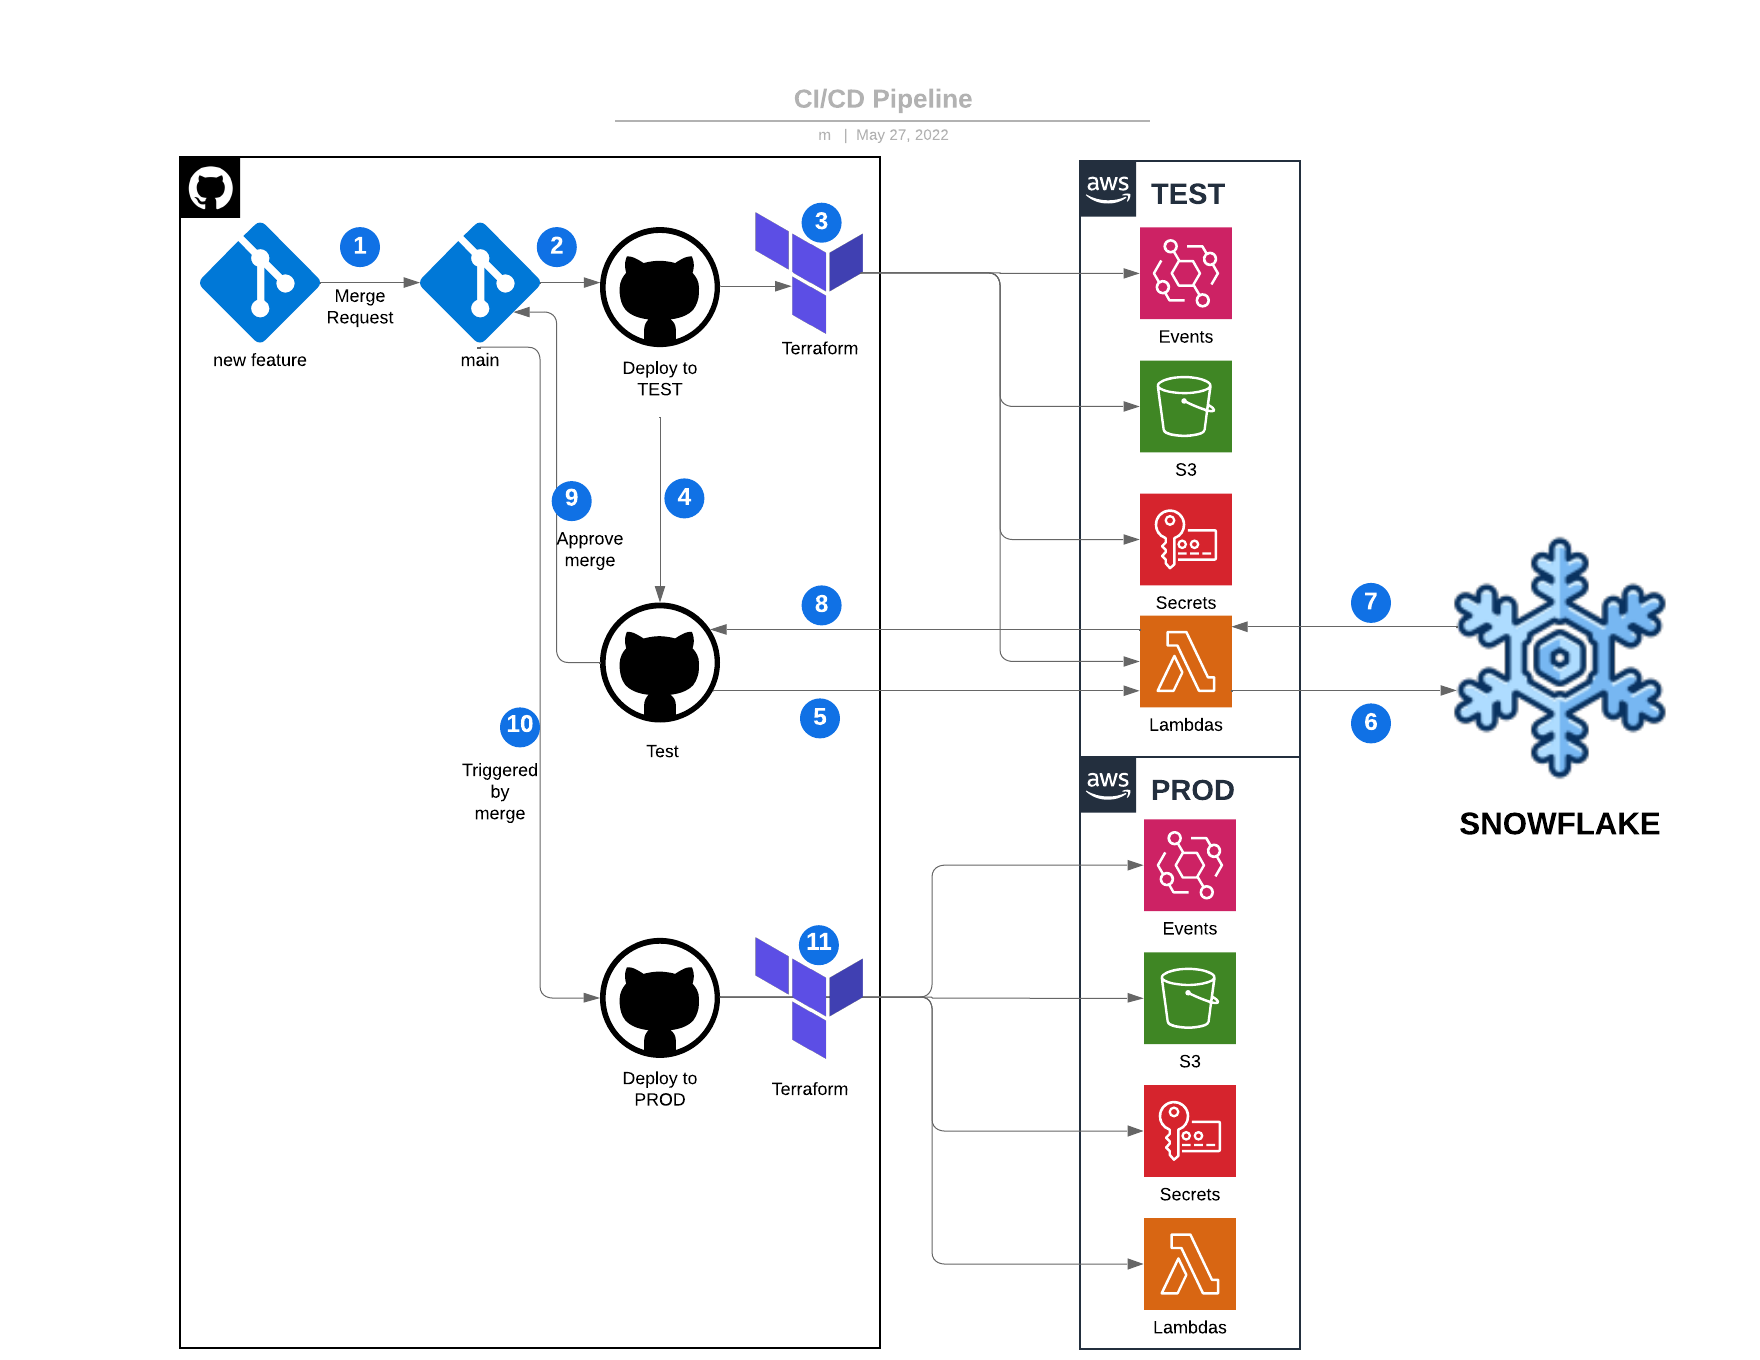 CI/CD Pipeline
m | May 27, 2022
aws
TEST
1
2
3
Merge
Request
new feature
main
Deploy to
TEST
Terraform
Events
S3
9
4
Approve
merge
Secrets
8
7
5
6
Lambdas
Test
10
Triggered
by
merge
aws
PROD
SNOWFLAKE
Events
11
S3
Deploy to
PROD
Terraform
Secrets
Lambdas